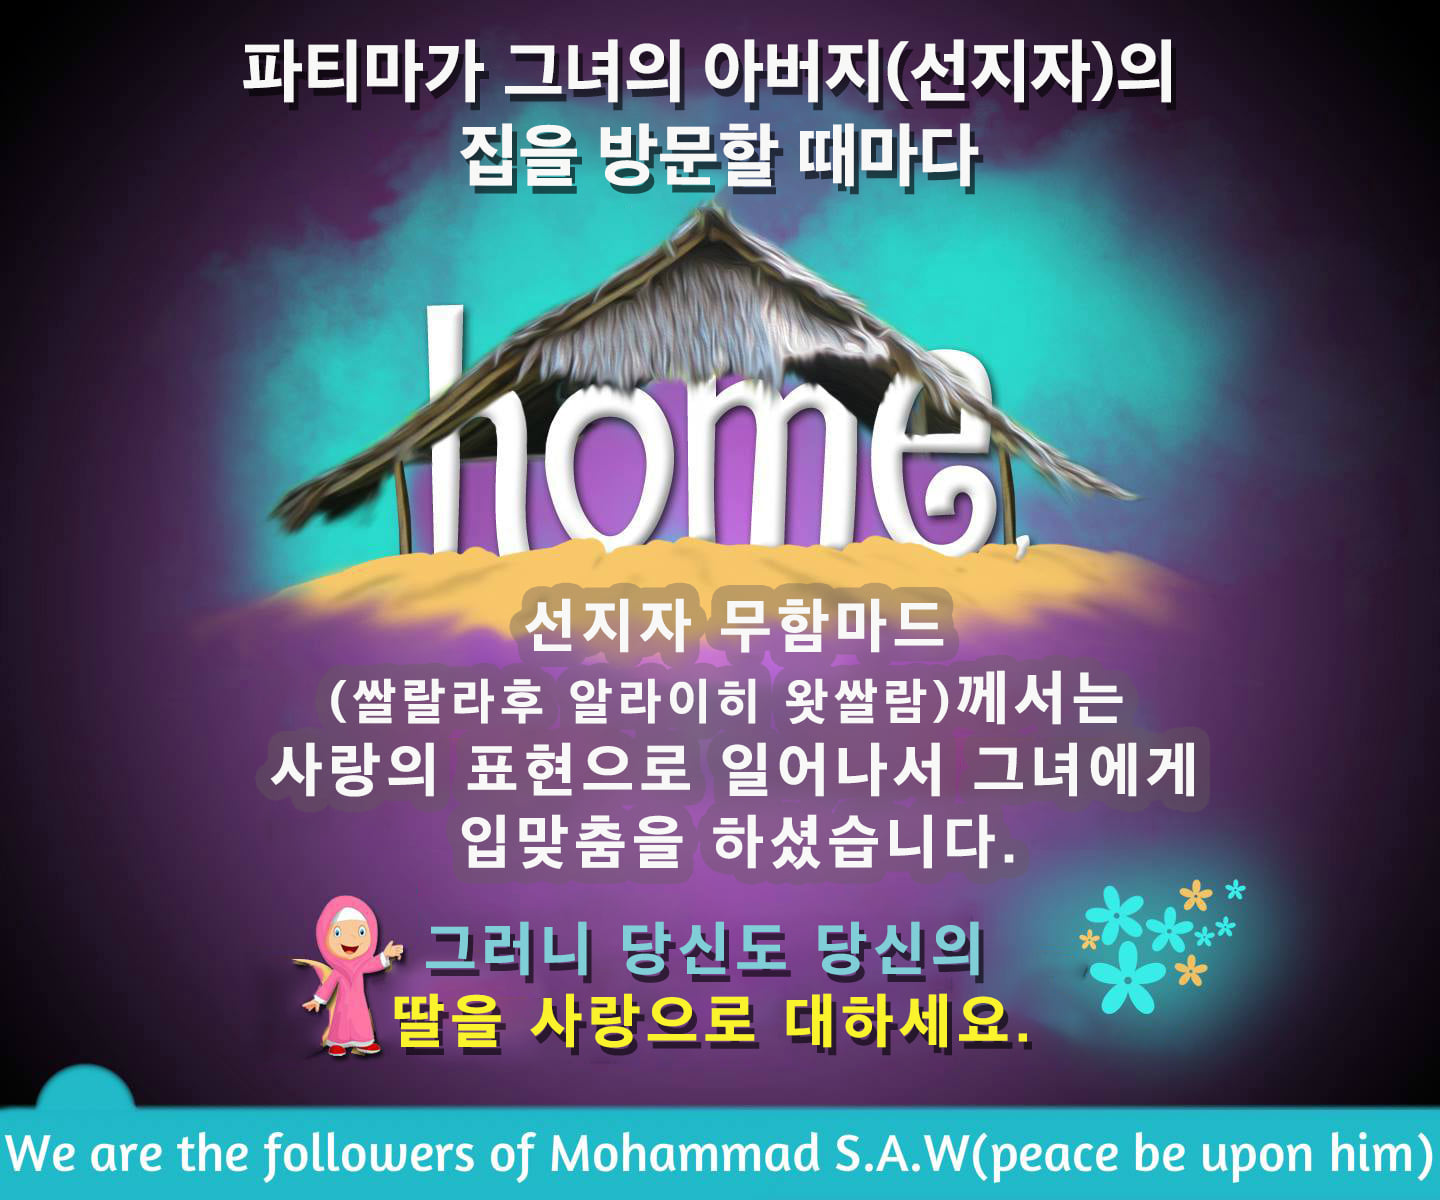 파티마가 그녀의 아버지(선지자)의
집을 방문할 때마다
home,
선지자 무함마드
(쌀랄라후 알라이히 왓쌀람)께서는
사랑의 표현으로 일어나서 그녀에게
입맞춤을 하셨습니다.
그러니 당신도 당신의
딸을 사랑으로 대하세요.
We are the followers of Mohammad S.A.W(peace be upon him)